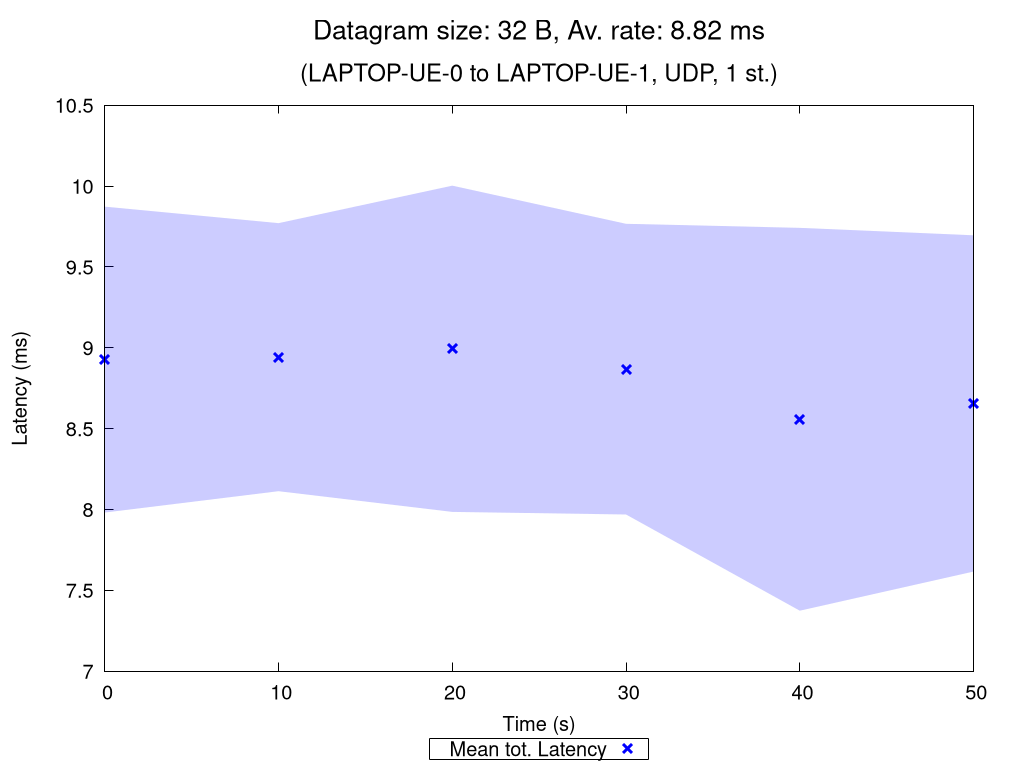 Datagram size: 32 B, Av. rate: 8.82 ms
(LAPTOP-UE-0 to LAPTOP-UE-1, UDP, 1 st.)
10.5
10
9.5
9
8.5
8
7.5
7
Latency (ms)
0 10 20 30 40 50
Time (s)
Mean tot. Latency